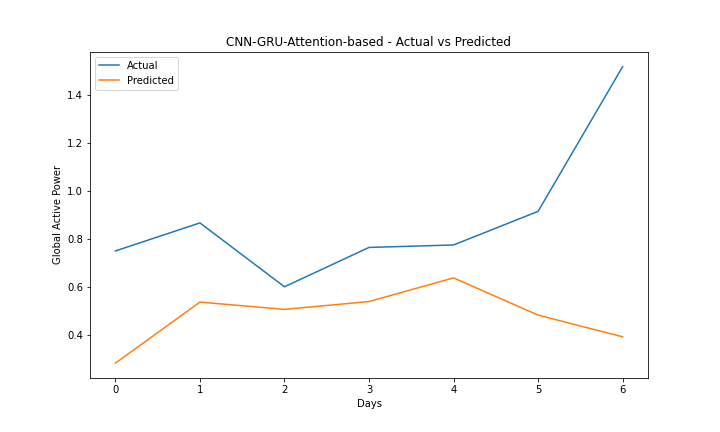 CNN-GRU-Attention-based - Actual vs Predicted
Actual
Predicted
Global Active Power
1.4
1.2
1.0
0.8
0.6
0.4
0 1 2 3 4 5 6
Days